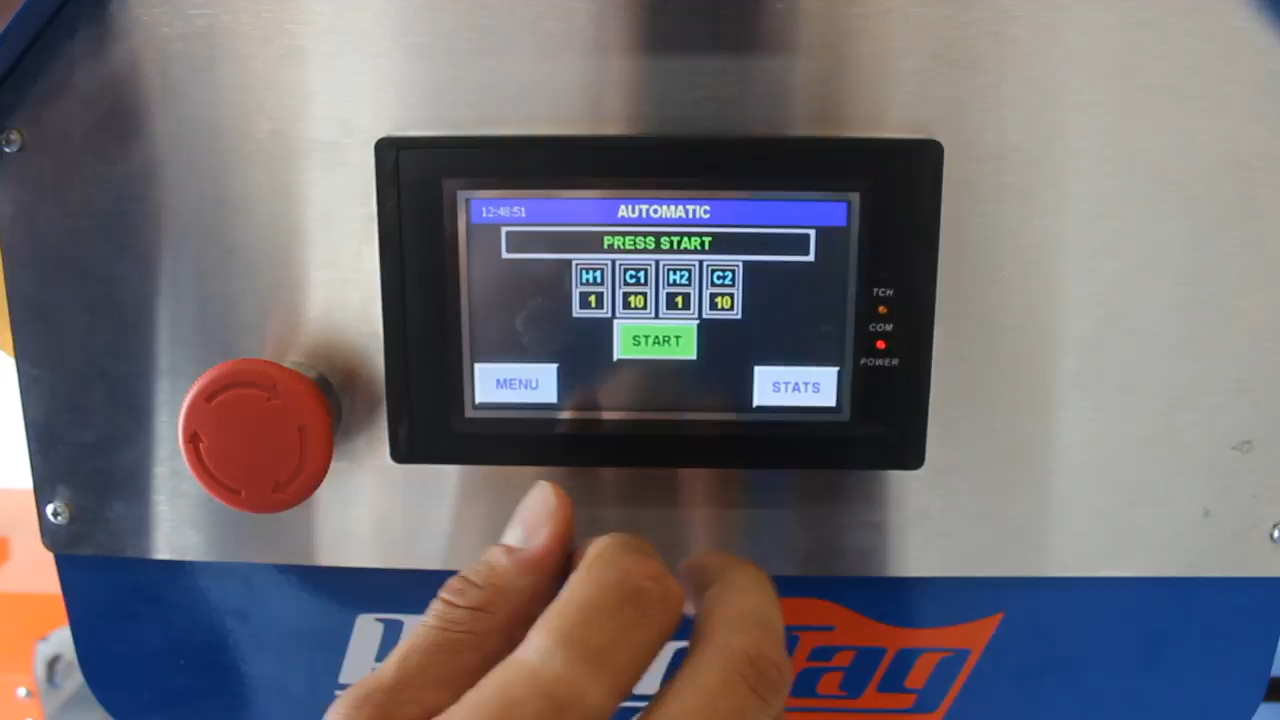 12:48:51 AUTOMATIC
PRESS START
H1 C1 H2 C2
1 10 1 10
START
MENU STATS
TCH
COM
POWER